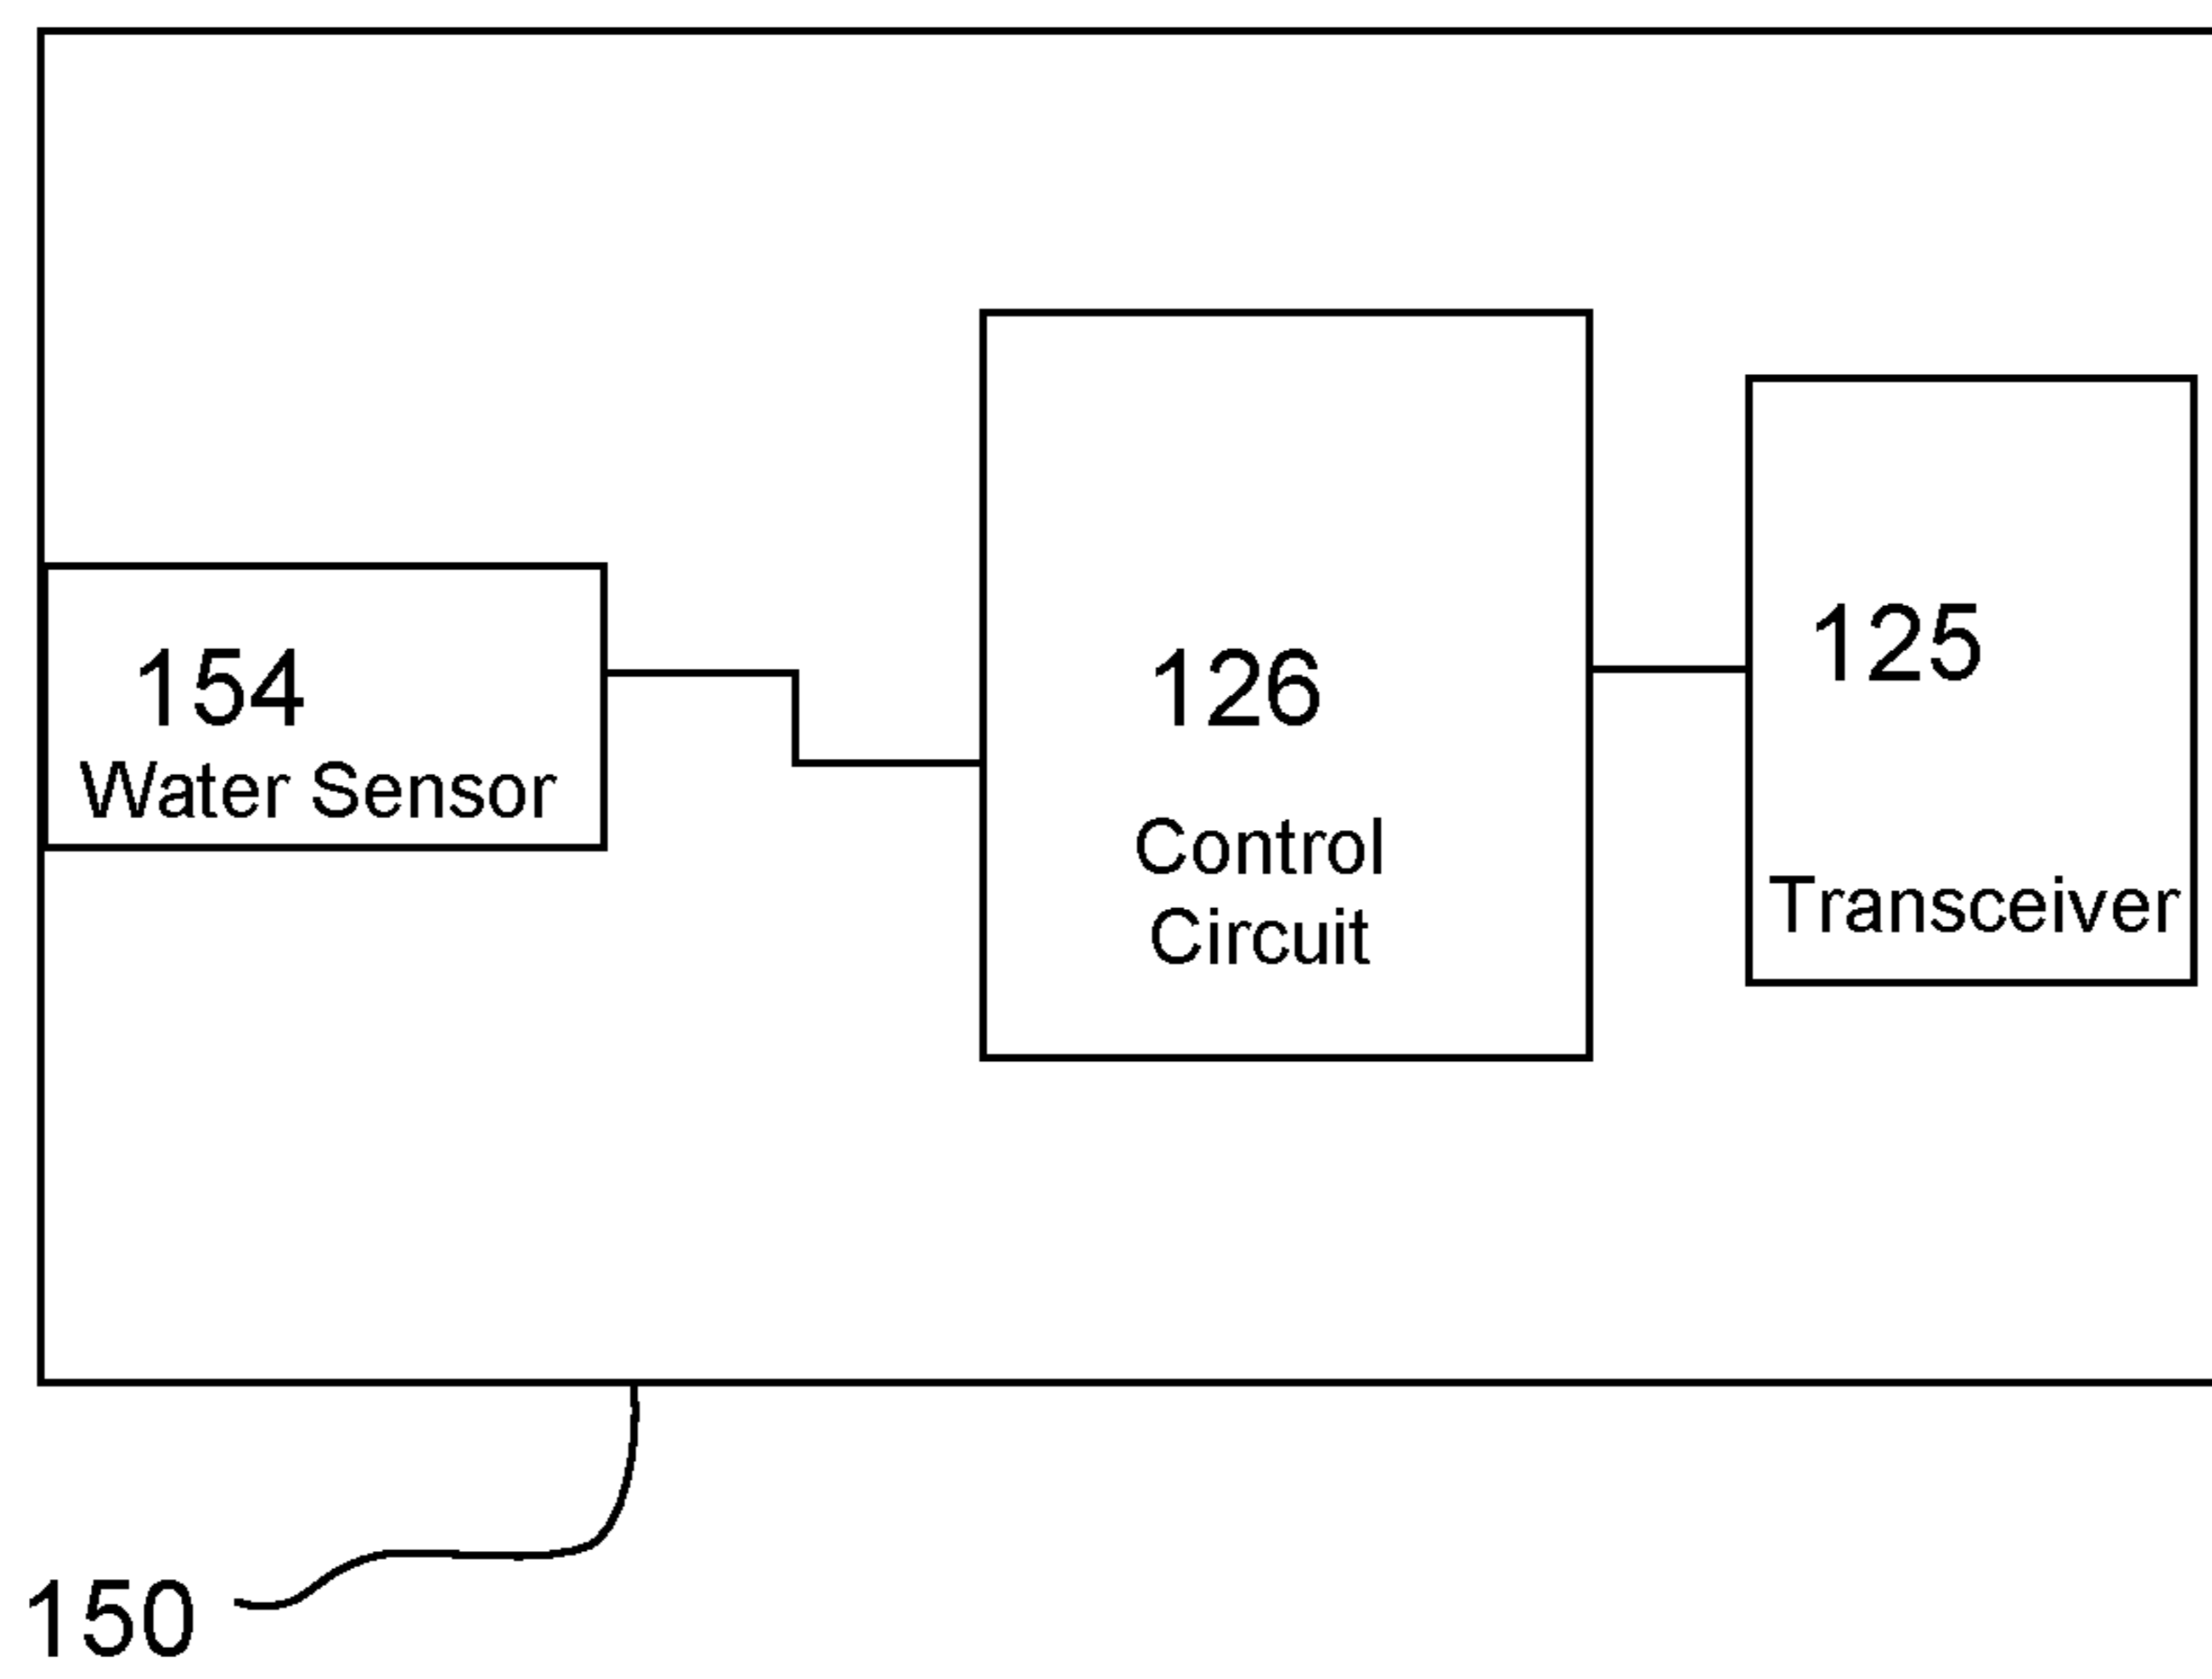 154
Water Sensor
126
Control
Circuit
125
Transceiver
150